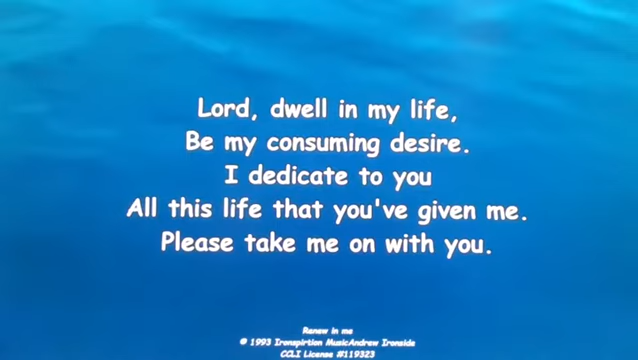 Lord, dwell in my life,
Be my consuming desire.
I dedicate to you
All this life that you've given me.
Please take me on with you.
Renew in me
© 1993 Ironspirtion MusicAndrew Ironside
CCLI License #119323